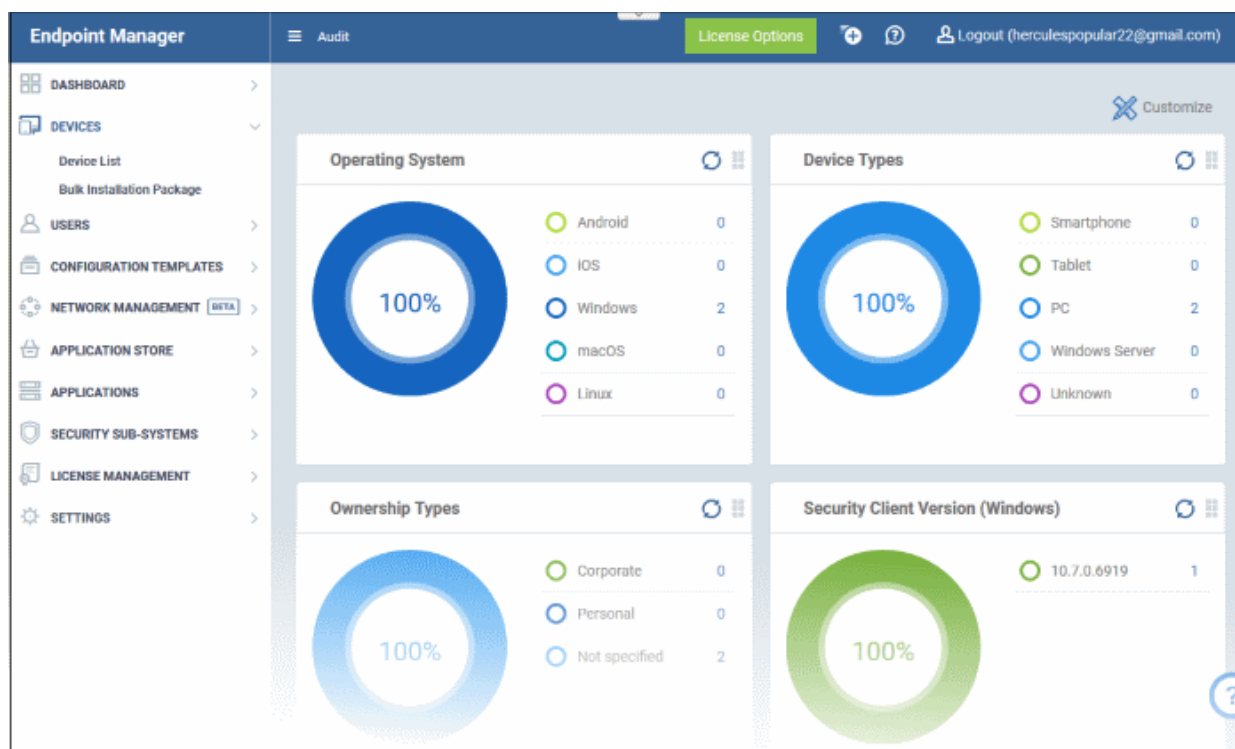 Endpoint Manager
Audit
License Options
Logout (herculespopular22@gmail.com)
DASHBOARD
DEVICES
Device List
Bulk Installation Package
USERS
CONFIGURATION TEMPLATES
NETWORK MANAGEMENT BETA
APPLICATION STORE
APPLICATIONS
SECURITY SUB-SYSTEMS
LICENSE MANAGEMENT
SETTINGS
Customize
Operating System
100%
Android 0
iOS 0
Windows 2
macOS 0
Linux 0
Device Types
100%
Smartphone 0
Tablet 0
PC 2
Windows Server 0
Unknown 0
Ownership Types
100%
Corporate 0
Personal 0
Not specified 2
Security Client Version (Windows)
100%
10.7.0.6919 1
?